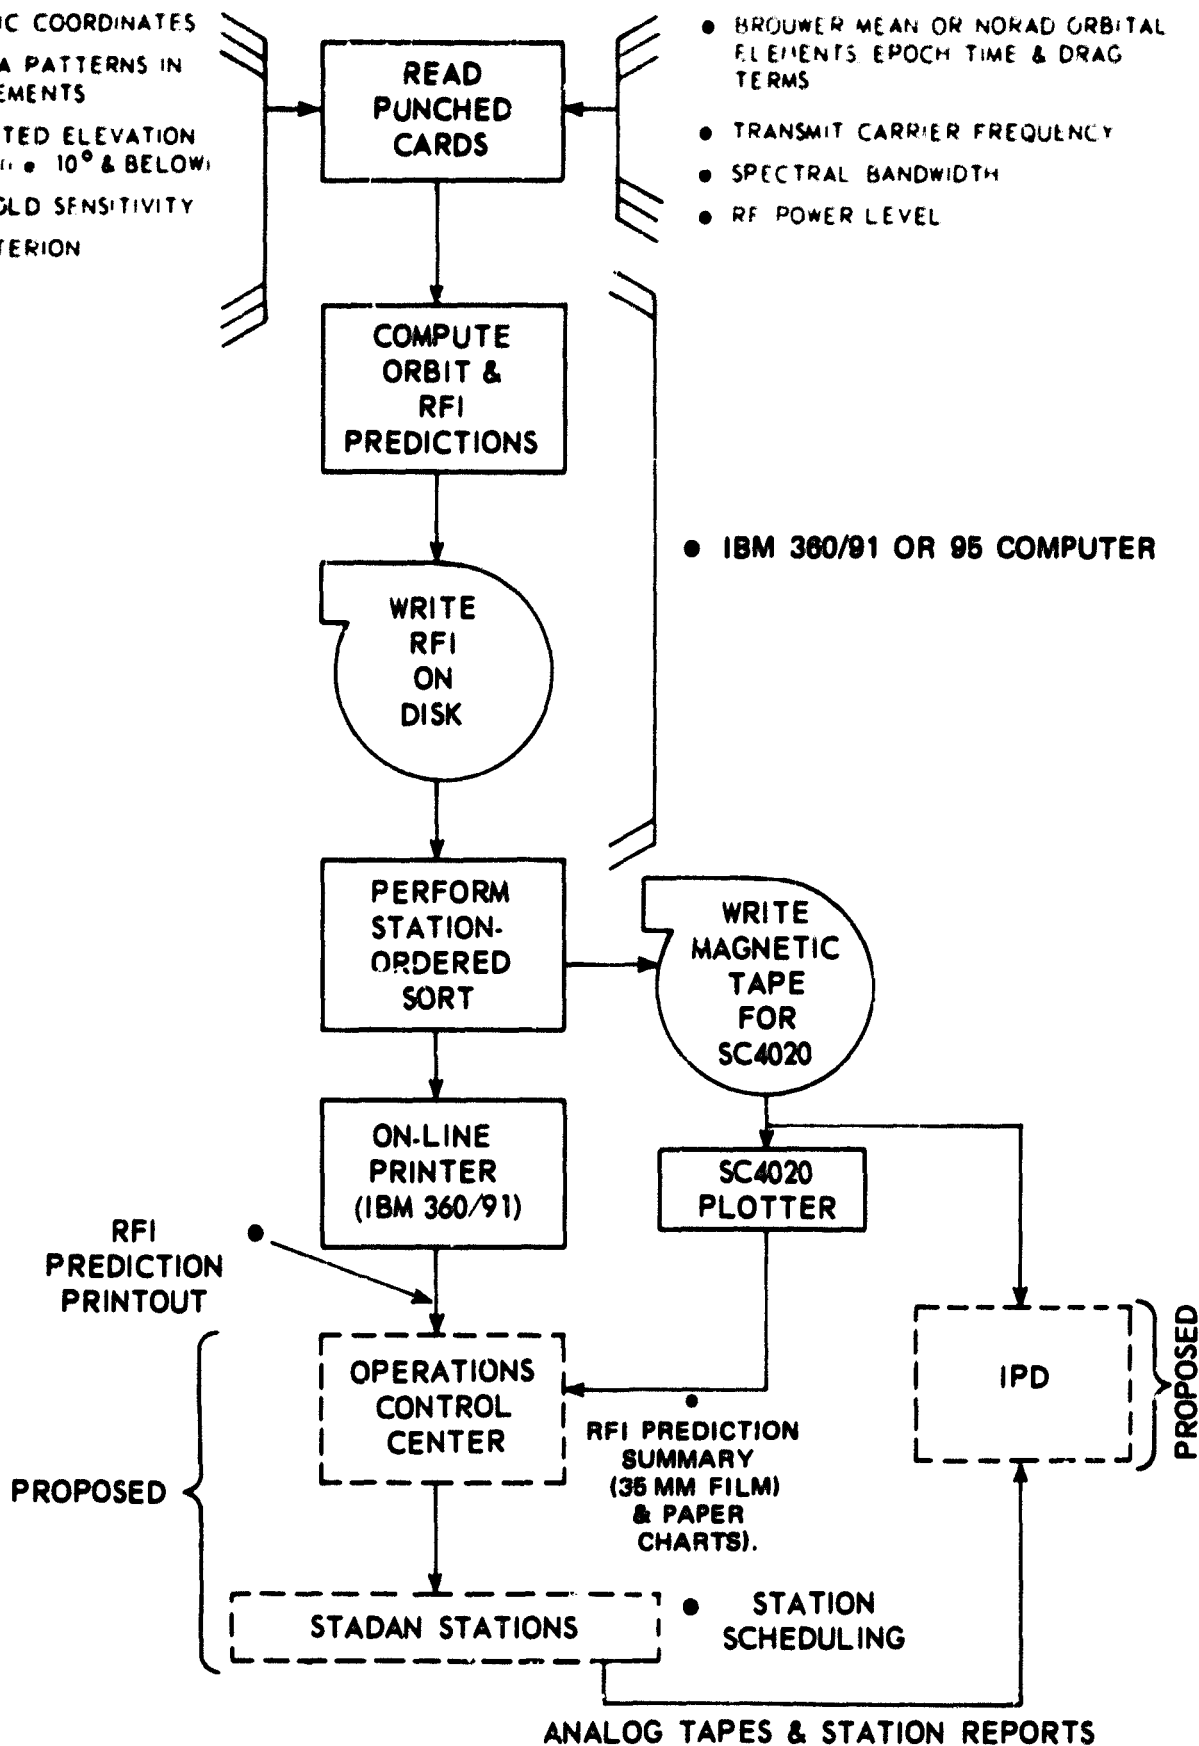 IC COORDINATES
A PATTERNS IN
EMENTS
TED ELEVATION
10° & BELOW)
OLD SENSITIVITY
TERION
READ
PUNCHED
CARDS
● BROUWER MEAN OR NORAD ORBITAL
ELEMENTS EPOCH TIME & DRAG
TERMS
● TRANSMIT CARRIER FREQUENCY
● SPECTRAL BANDWIDTH
● RF POWER LEVEL
COMPUTE
ORBIT &
RFI
PREDICTIONS
● IBM 360/91 OR 95 COMPUTER
WRITE
RFI
ON
DISK
PERFORM
STATION-
ORDERED
SORT
WRITE
MAGNETIC
TAPE
FOR
SC4020
ON-LINE
PRINTER
(IBM 360/91)
SC4020
PLOTTER
RFI ●
PREDICTION
PRINTOUT
OPERATIONS
CONTROL
CENTER
IPD
PROPOSED
●
RFI PREDICTION
SUMMARY
(35 MM FILM)
& PAPER
CHARTS).
PROPOSED
STADAN STATIONS
● STATION
SCHEDULING
ANALOG TAPES & STATION REPORTS